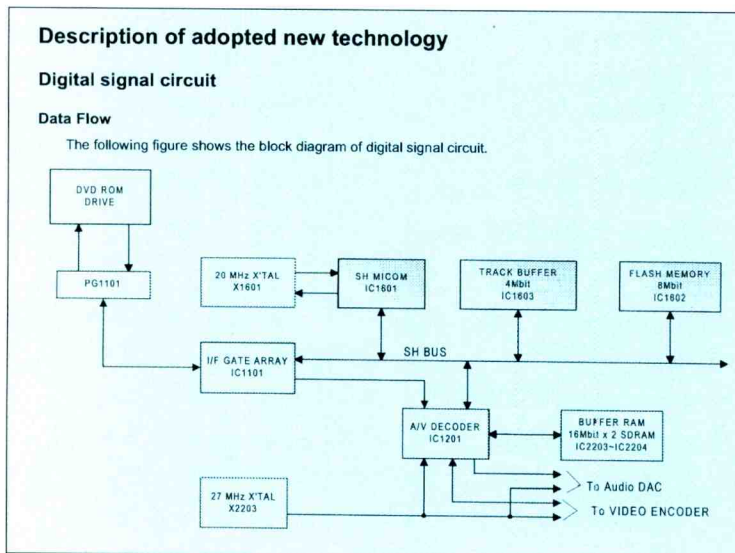 Description of adopted new technology
Digital signal circuit
Data Flow
The following figure shows the block diagram of digital signal circuit.
DVD ROM
DRIVE
PG1101
20 MHz X'TAL
X1601
SH MICOM
IC1601
TRACK BUFFER
4Mbit
IC1603
FLASH MEMORY
8Mbit
IC1602
SH BUS
I/F GATE ARRAY
IC1101
A/V DECODER
IC1201
BUFFER RAM
16Mbit x 2 SDRAM
IC2203~IC2204
27 MHz X'TAL
X2203
To Audio DAC
To VIDEO ENCODER